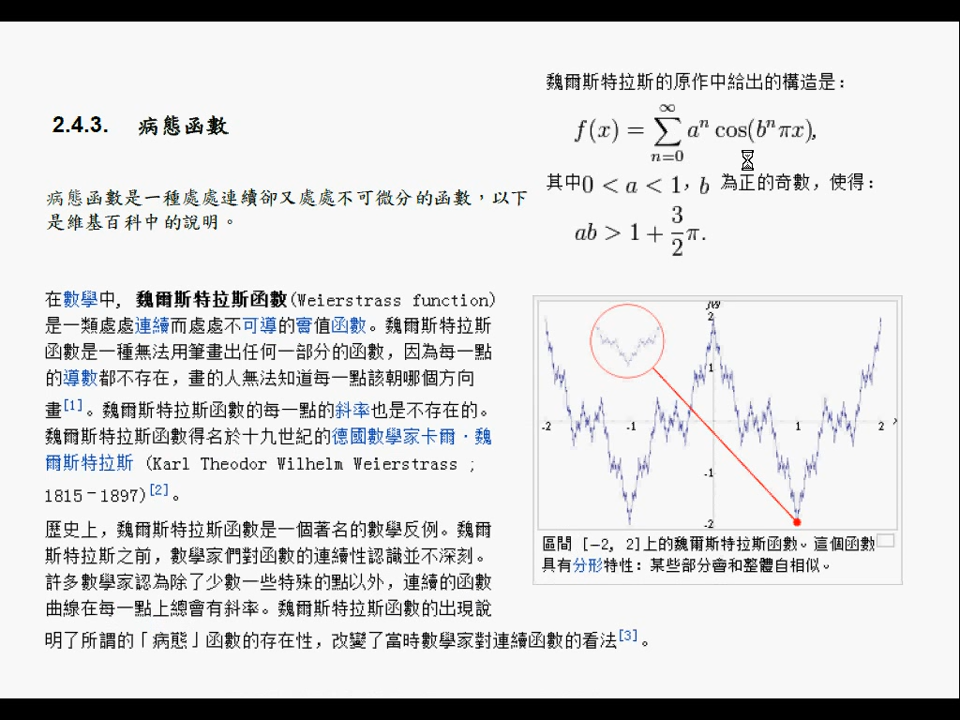 2.4.3. 病態函數
病態函數是一種處處連續卻又處處不可微分的函數，以下
是維基百科中的說明。
在數學中, 魏爾斯特拉斯函數(Weierstrass function)
是一類處處連續而處處不可導的實值函數。魏爾斯特拉斯
函數是一種無法用筆畫出任何一部分的函數，因為每一點
的導數都不存在，畫的人無法知道每一點該朝哪個方向
畫[1]。魏爾斯特拉斯函數的每一點的斜率也是不存在的。
魏爾斯特拉斯函數得名於十九世紀的德國數學家卡爾·魏
爾斯特拉斯 (Karl Theodor Wilhelm Weierstrass ;
1815–1897)[2]。
歷史上，魏爾斯特拉斯函數是一個著名的數學反例。魏爾
斯特拉斯之前，數學家們對函數的連續性認識並不深刻。
許多數學家認為除了少數一些特殊的點以外，連續的函數
曲線在每一點上總會有斜率。魏爾斯特拉斯函數的出現說
明了所謂的「病態」函數的存在性，改變了當時數學家對連續函數的看法[3]。
魏爾斯特拉斯的原作中給出的構造是：
f(x) = ∑_{n=0}^{∞} a^n cos(b^n πx),
其中0 < a < 1, b 為正的奇數，使得：
ab > 1 + 3/2 π.
2
1
-2 -1 1 2
-1
-2
區間 [-2, 2]上的魏爾斯特拉斯函數。這個函數
具有分形特性：某些部分會和整體自相似。